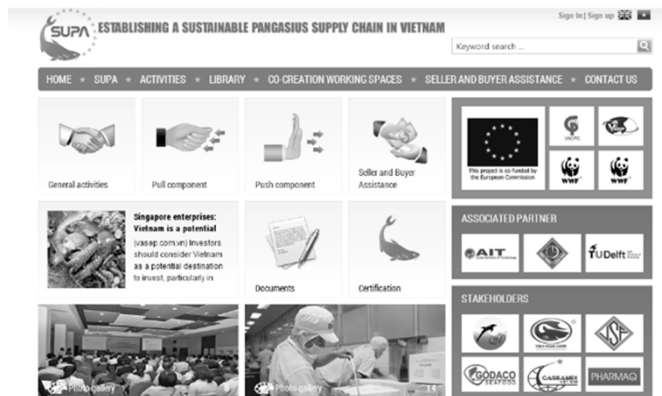 Sign In | Sign up
SUPA
ESTABLISHING A SUSTAINABLE PANGASIUS SUPPLY CHAIN IN VIETNAM
Keyword search ...
HOME
SUPA
ACTIVITIES
LIBRARY
CO-CREATION WORKING SPACES
SELLER AND BUYER ASSISTANCE
CONTACT US
General activities
Pull component
Push component
Seller and Buyer
Assistance
This project is co-funded by
the European Commission
WWF
WWF
Singapore enterprises:
Vietnam is a potential
(vasep.com.vn) Investors
should consider Vietnam
as a potential destination
to invest, particularly in
Documents
Certification
ASSOCIATED PARTNER
AIT
TUDelft
STAKEHOLDERS
GODACO
SEAFOOD
CASEAMEX
PHARMAQ
Photo gallery
Photo gallery
14